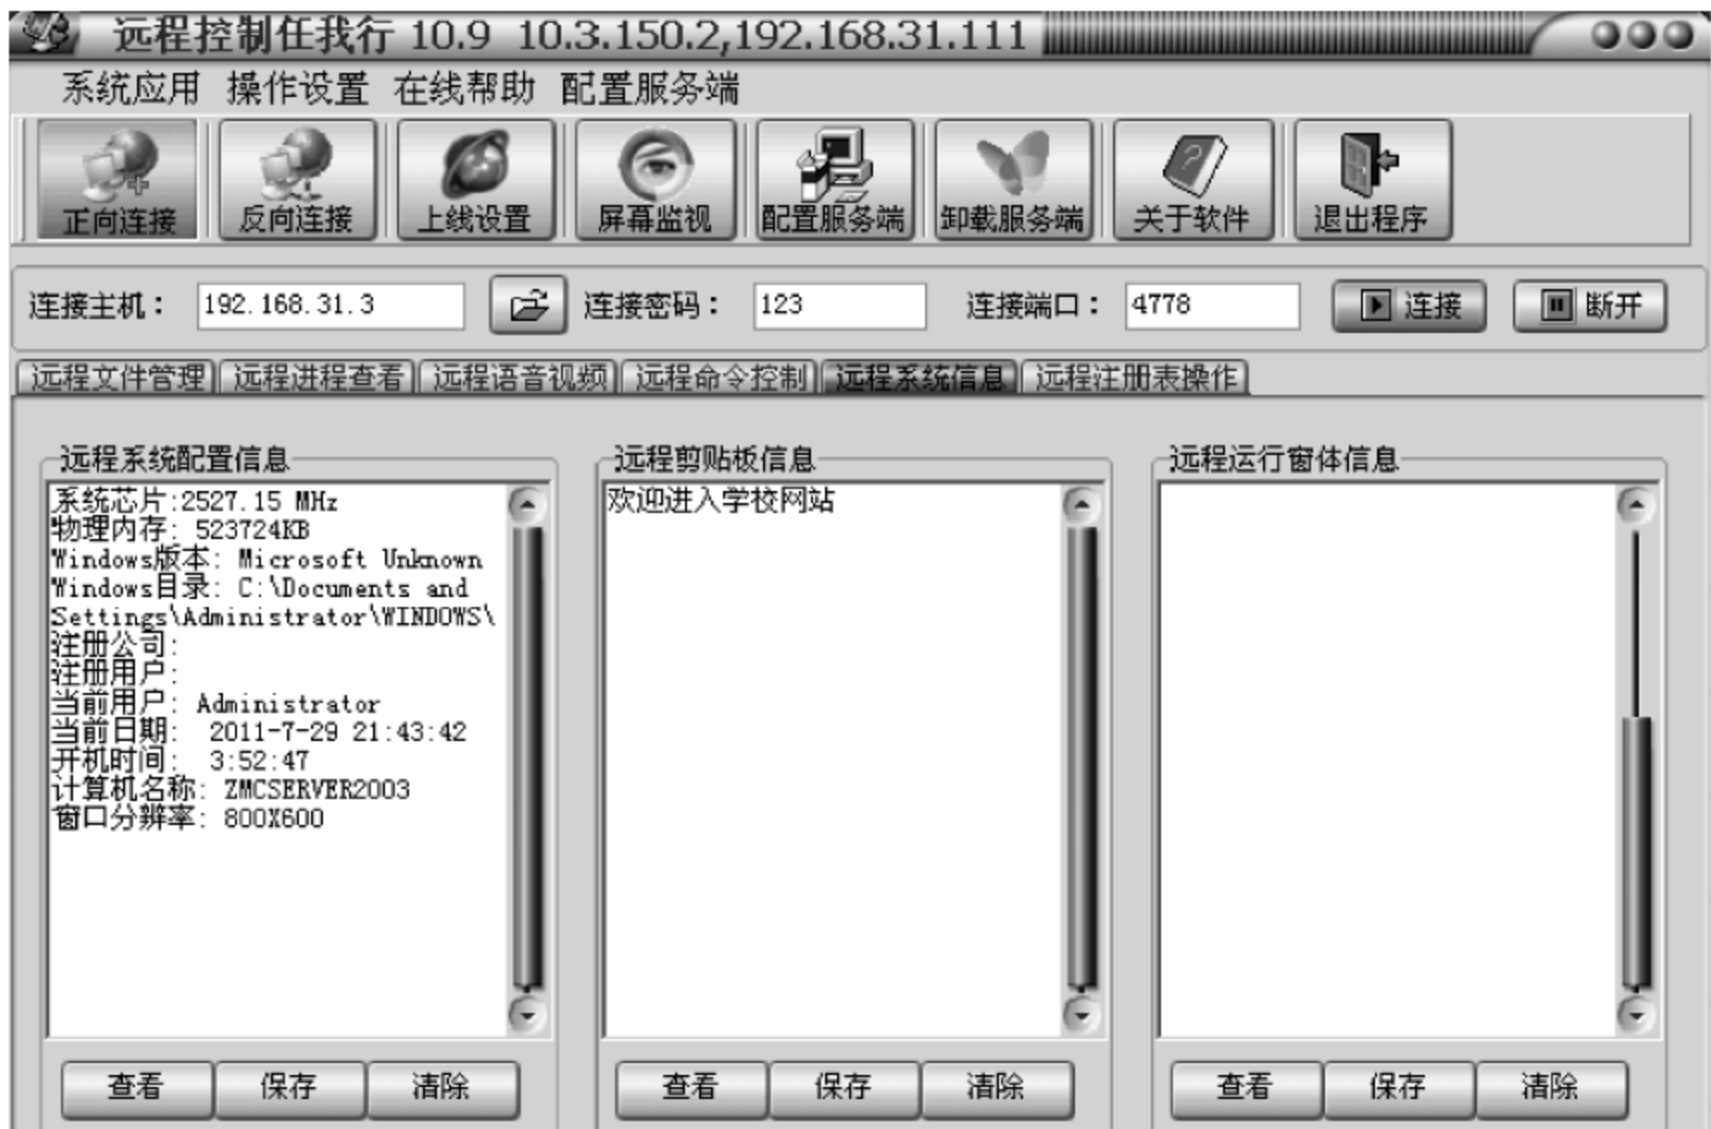 远程控制任我行 10.9 10.3.150.2,192.168.31.111
系统应用 操作设置 在线帮助 配置服务端
正向连接 反向连接 上线设置 屏幕监视 配置服务端 卸载服务端 关于软件 退出程序
连接主机： 192.168.31.3 连接密码： 123 连接端口： 4778 连接 断开
远程文件管理 远程进程查看 远程语音视频 远程命令控制 远程系统信息 远程注册表操作
远程系统配置信息
系统芯片:2527.15 MHz
物理内存: 523724KB
Windows版本: Microsoft Unknown
Windows目录: C:\Documents and
Settings\Administrator\WINDOWS\
注册公司:
注册用户:
当前用户: Administrator
当前日期: 2011-7-29 21:43:42
开机时间: 3:52:47
计算机名称: ZMCSERVER2003
窗口分辨率: 800X600
查看 保存 清除
远程剪贴板信息
欢迎进入学校网站
查看 保存 清除
远程运行窗体信息
查看 保存 清除